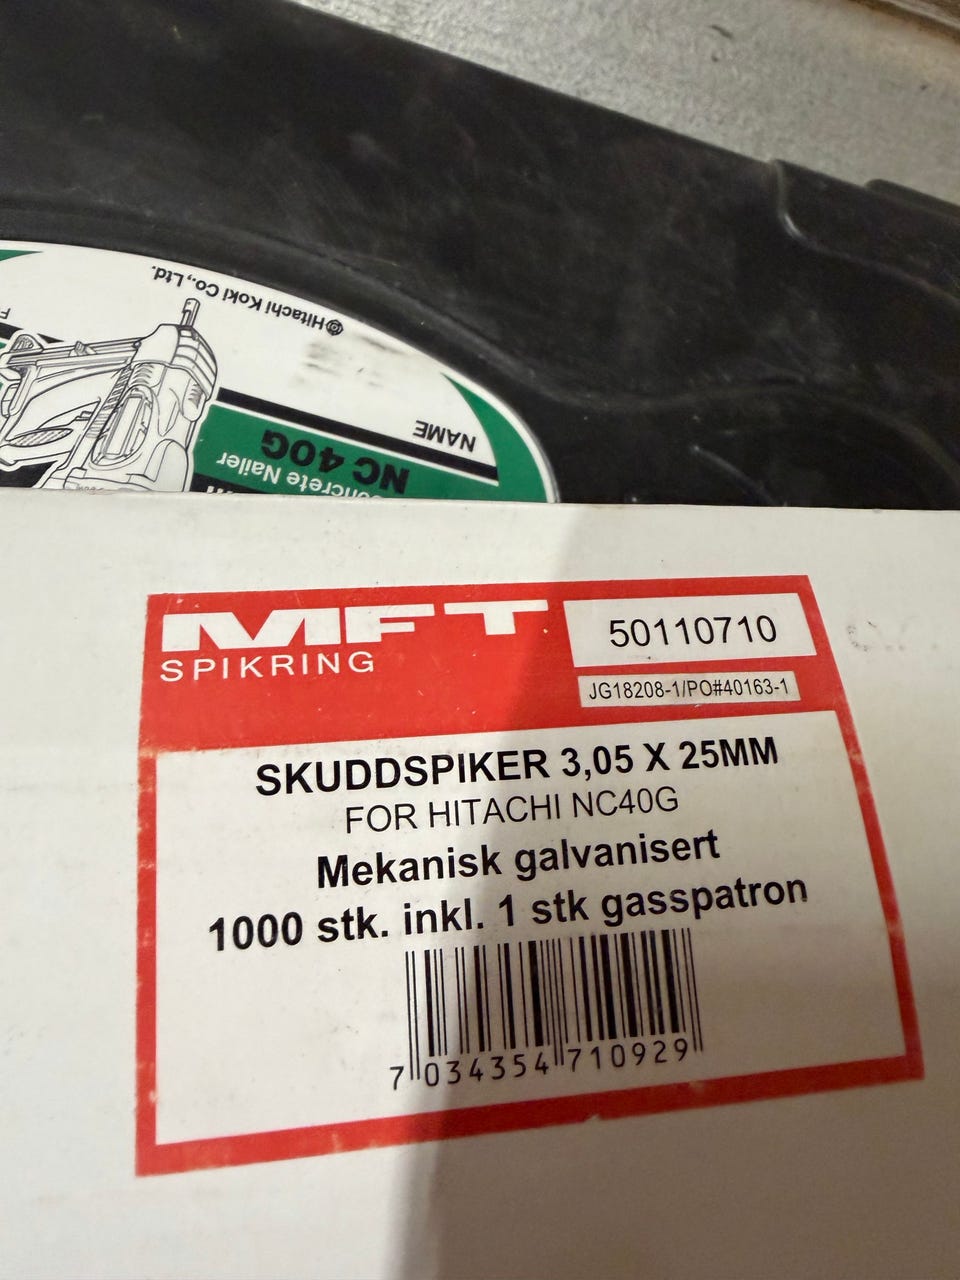 ©Hitachi Koki Co., Ltd.
NAME
NC 40G
Concrete Nailer
MFT
SPIKRING
50110710
JG18208-1/PO#40163-1
SKUDDSPIKER 3,05 X 25MM
FOR HITACHI NC40G
Mekanisk galvanisert
1000 stk. inkl. 1 stk gasspatron
7 034354 710929